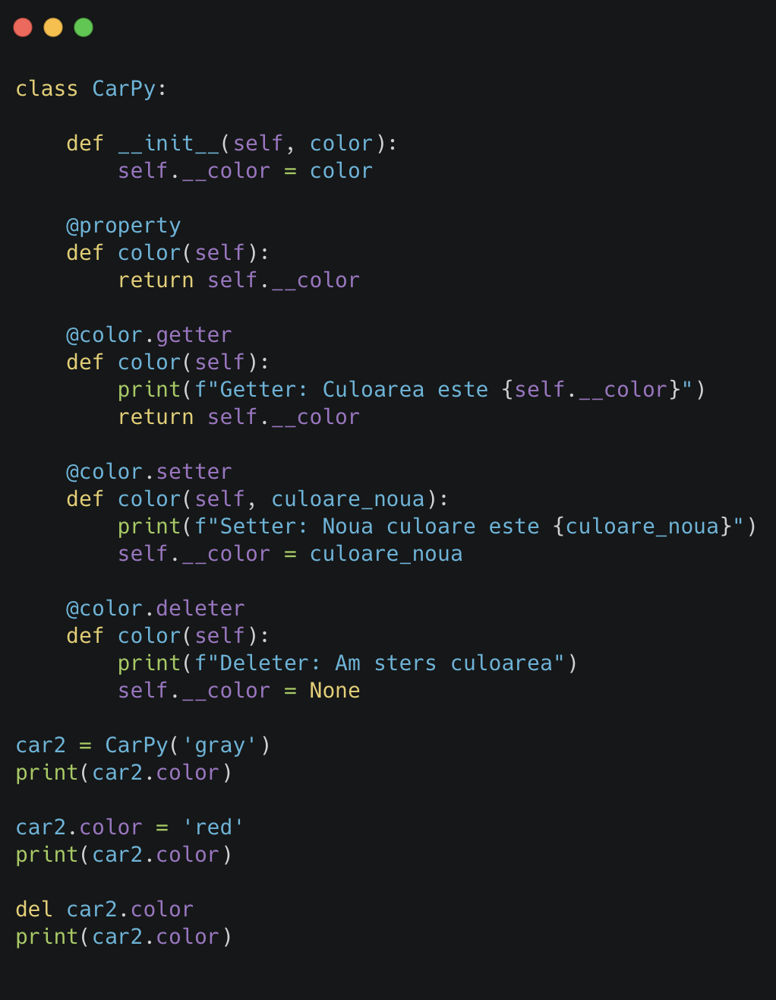 class CarPy:

    def __init__(self, color):
        self.__color = color

    @property
    def color(self):
        return self.__color

    @color.getter
    def color(self):
        print(f"Getter: Culoarea este {self.__color}")
        return self.__color

    @color.setter
    def color(self, culoare_noua):
        print(f"Setter: Noua culoare este {culoare_noua}")
        self.__color = culoare_noua

    @color.deleter
    def color(self):
        print(f"Deleter: Am sters culoarea")
        self.__color = None

car2 = CarPy('gray')
print(car2.color)

car2.color = 'red'
print(car2.color)

del car2.color
print(car2.color)